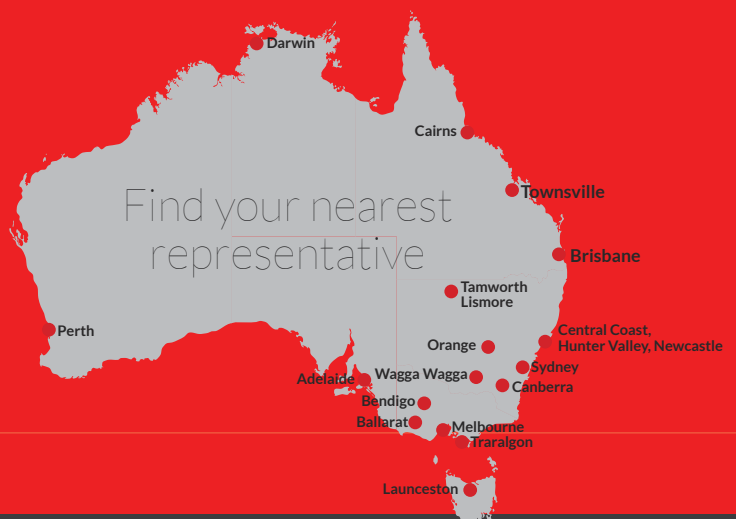 Darwin
Cairns
Townsville
Find your nearest
representative
Brisbane
Tamworth
Lismore
Perth
Central Coast,
Hunter Valley, Newcastle
Orange
Sydney
Wagga Wagga
Adelaide
Canberra
Bendigo
Ballarat
Melbourne
Traralgon
Launceston